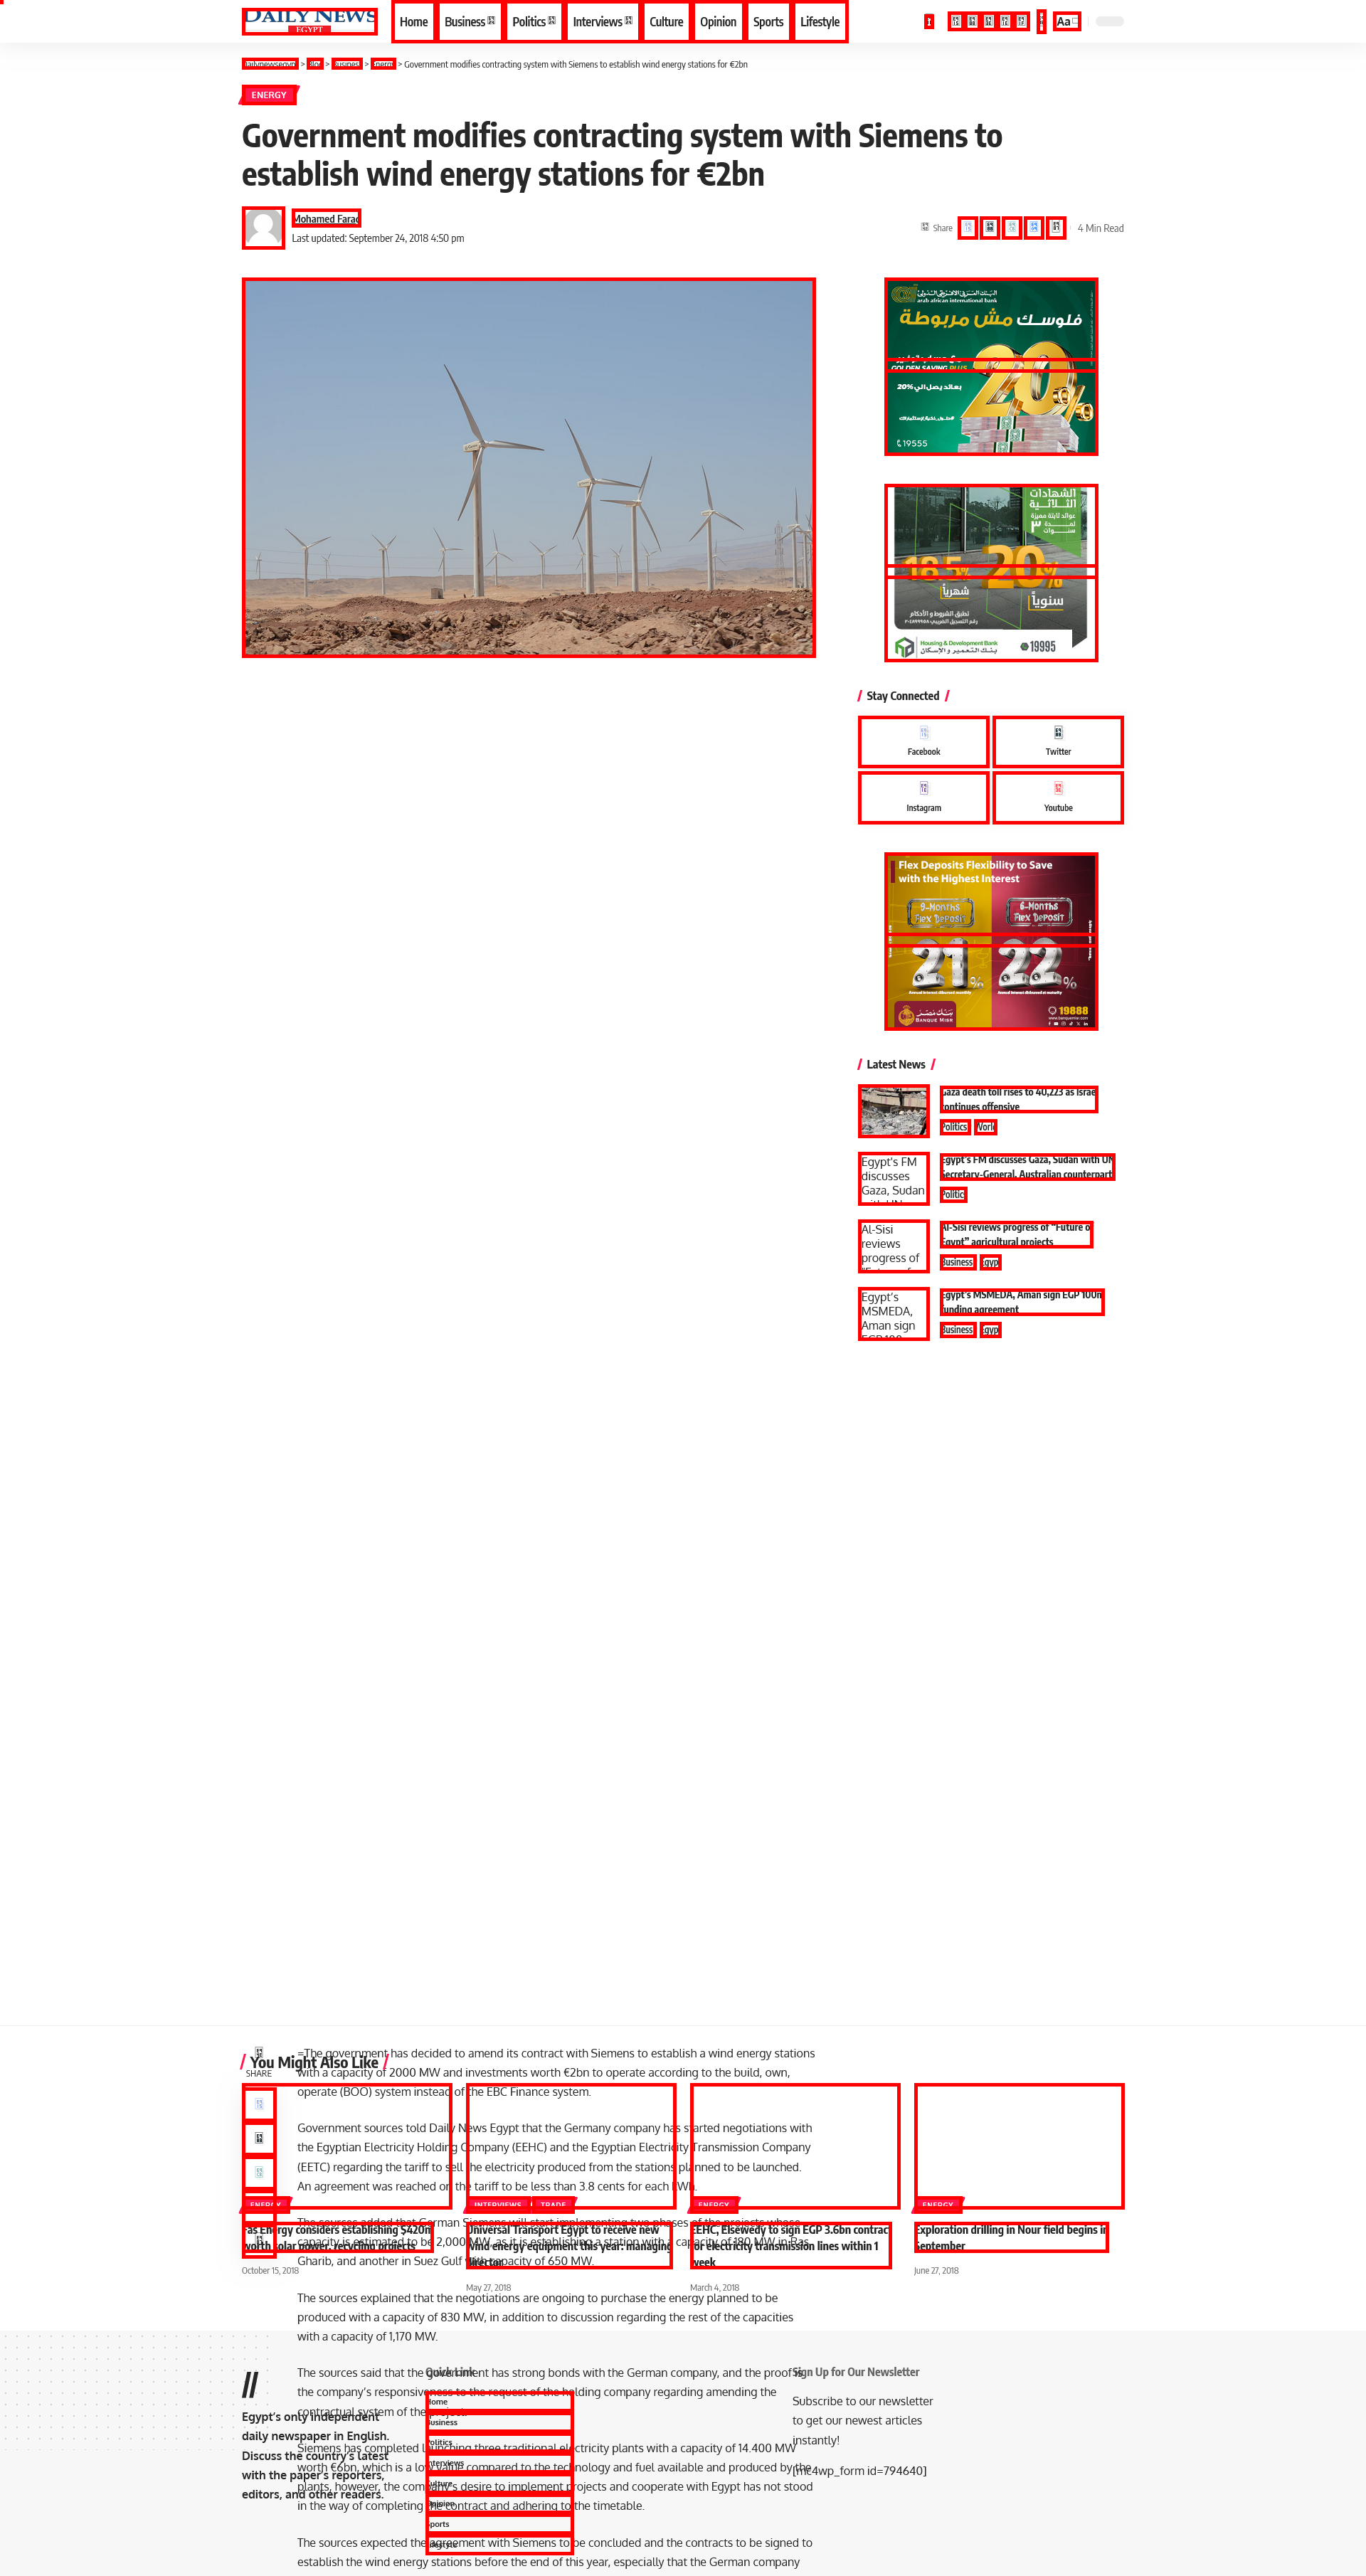 DAILY NEWS
EGYPT
Home
Business
Politics
Interviews
Culture
Opinion
Sports
Lifestyle
Aa
> Government modifies contracting system with Siemens to establish wind energy stations for €2bn
ENERGY
Government modifies contracting system with Siemens to
establish wind energy stations for €2bn
Mohamed Farag
Last updated: September 24, 2018 4:50 pm
Share
4 Min Read
arab african international bank
فلوسك مش مربوطة
20%
GOLDEN SAVING PLUS
بعائد يصل الي 20%
19555
الشهادات
الثلاثية
عوائد ثابتة مميزة
لمدة 3 سنوات
18.5%
20%
شهرياً
سنوياً
تطبق الشروط و الأحكام
Housing & Development Bank
بنك التعمير و الإسكان
19995
Stay Connected
Facebook
Twitter
Instagram
Youtube
Flex Deposits Flexibility to Save
with the Highest Interest
9-Months
Flex Deposit
6-Months
Flex Deposit
21%
22%
بنك مصر
BANQUE MISR
19888
Latest News
Gaza death toll rises to 40,223 as Israel
continues offensive
Politics
World
Egypt's FM
discusses
Gaza, Sudan
Egypt's FM discusses Gaza, Sudan with UN
Secretary-General, Australian counterpart
Politics
Al-Sisi
reviews
progress of
Al-Sisi reviews progress of “Future of
Egypt” agricultural projects
Business
Egypt
Egypt's
MSMEDA,
Aman sign
EGP 100
Egypt's MSMEDA, Aman sign EGP 100m
funding agreement
Business
Egypt
You Might Also Like
SHARE
=The government has decided to amend its contract with Siemens to establish a wind energy stations
with a capacity of 2000 MW and investments worth €2bn to operate according to the build, own,
operate (BOO) system instead of the EBC Finance system.
Government sources told Daily News Egypt that the Germany company has started negotiations with
the Egyptian Electricity Holding Company (EEHC) and the Egyptian Electricity Transmission Company
(EETC) regarding the tariff to sell the electricity produced from the stations planned to be launched.
An agreement was reached on the tariff to be less than 3.8 cents for each kWh.
The sources added that German Siemens will start implementing two phases of the projects whose
capacity is estimated to be 2,000 MW, as it is establishing a station with a capacity of 180 MW in Ras
Gharib, and another in Suez Gulf with capacity of 650 MW.
ENERGY
Fas Energy considers establishing $420m
worth solar power, recycling projects
October 15, 2018
INTERVIEWS
TRADE
Universal Transport Egypt to receive new
wind energy equipment this year: managing
director
May 27, 2018
ENERGY
EEHC, Elsewedy to sign EGP 3.6bn contract
for electricity transmission lines within 1
week
March 4, 2018
ENERGY
Exploration drilling in Nour field begins in
September
June 27, 2018
The sources explained that the negotiations are ongoing to purchase the energy planned to be
produced with a capacity of 830 MW, in addition to discussion regarding the rest of the capacities
with a capacity of 1,170 MW.
The sources said that the government has strong bonds with the German company, and the proof is
the company's responsiveness to the request of the holding company regarding amending the
contractual system of the project.
Siemens has completed launching three traditional electricity plants with a capacity of 14.400 MW
worth €6bn, which is a low value compared to the technology and fuel available and produced by the
plants, however, the company's desire to implement projects and cooperate with Egypt has not stood
in the way of completing the contract and adhering to the timetable.
The sources expected the agreement with Siemens to be concluded and the contracts to be signed to
establish the wind energy stations before the end of this year, especially that the German company
//
Egypt's only independent
daily newspaper in English.
Discuss the country's latest
with the paper's reporters,
editors, and other readers.
Quick Link
Home
Business
Politics
Interviews
Culture
Opinion
Sports
Lifestyle
Sign Up for Our Newsletter
Subscribe to our newsletter
to get our newest articles
instantly!
[mc4wp_form id=794640]